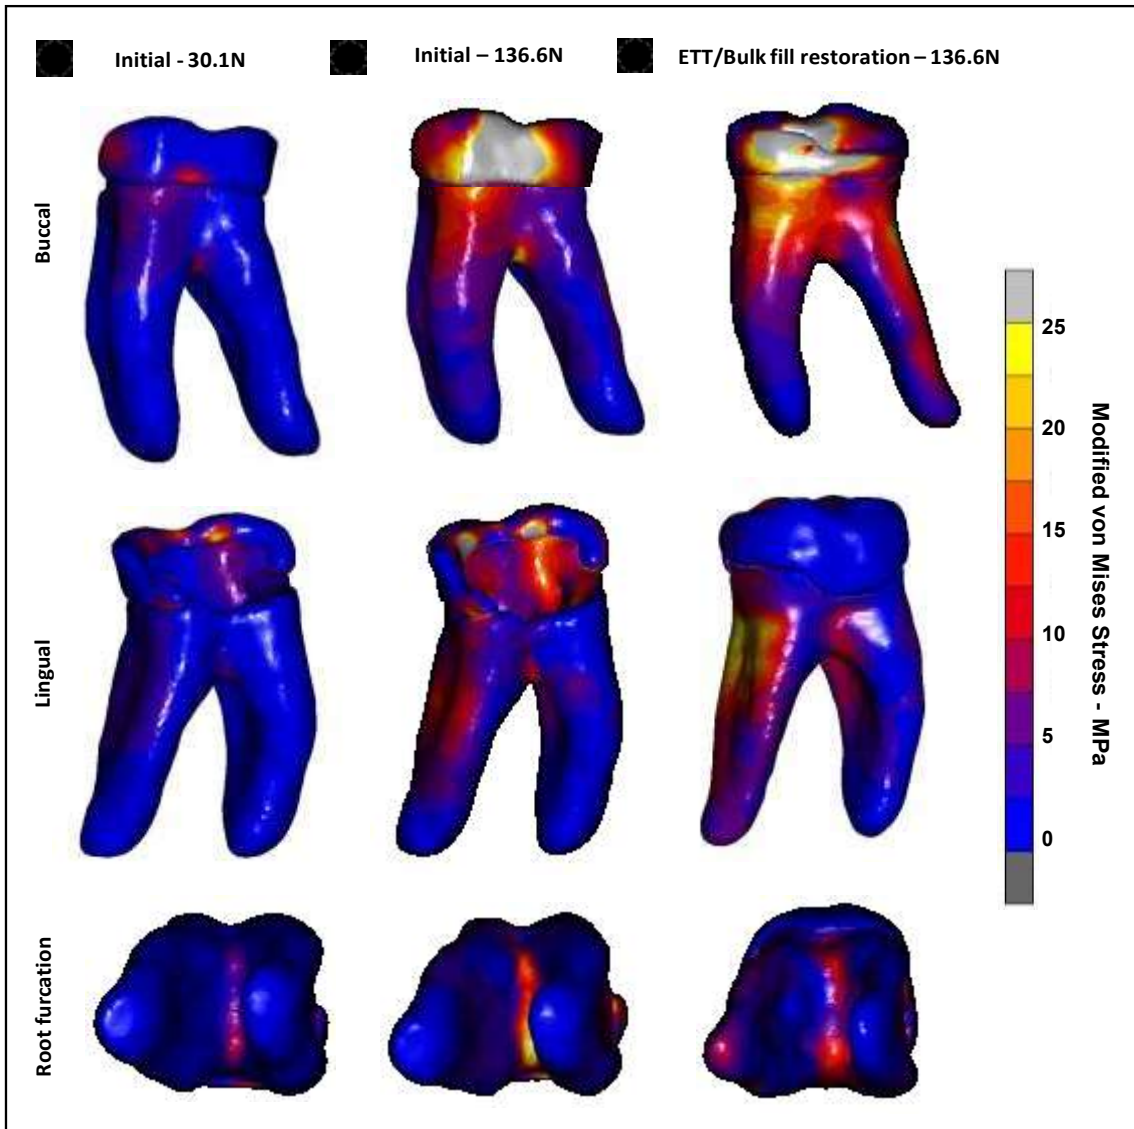 Initial - 30.1N
Initial – 136.6N
ETT/Bulk fill restoration – 136.6N
Buccal
Lingual
Root furcation
25
20
15
10
5
0
Modified von Mises Stress - MPa